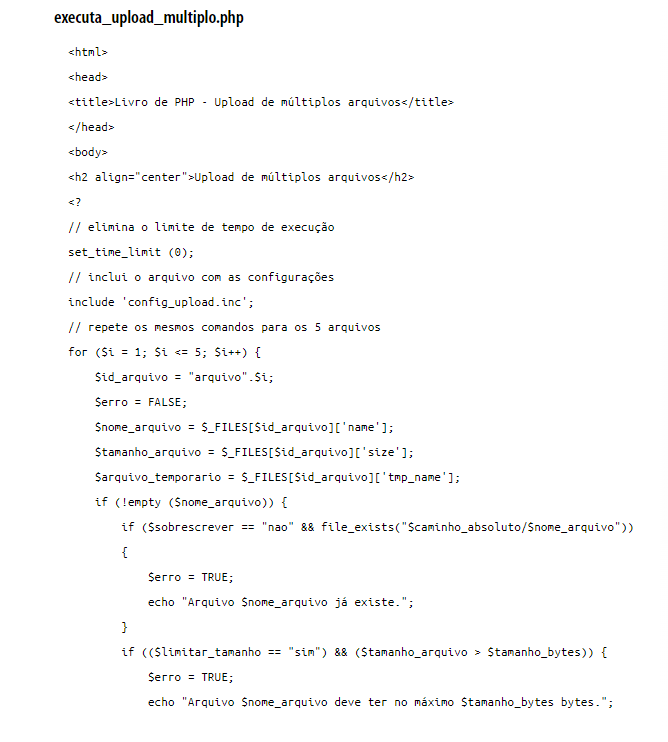 executa_upload_multiplo.php
<html>
<head>
<title>Livro de PHP - Upload de múltiplos arquivos</title>
</head>
<body>
<h2 align="center">Upload de múltiplos arquivos</h2>
<?
// elimina o limite de tempo de execução
set_time_limit (0);
// inclui o arquivo com as configurações
include 'config_upload.inc';
// repete os mesmos comandos para os 5 arquivos
for ($i = 1; $i <= 5; $i++) {
    $id_arquivo = "arquivo".$i;
    $erro = FALSE;
    $nome_arquivo = $_FILES[$id_arquivo]['name'];
    $tamanho_arquivo = $_FILES[$id_arquivo]['size'];
    $arquivo_temporario = $_FILES[$id_arquivo]['tmp_name'];
    if (!empty ($nome_arquivo)) {
        if ($sobrescrever == "nao" && file_exists("$caminho_absoluto/$nome_arquivo"))
        {
            $erro = TRUE;
            echo "Arquivo $nome_arquivo já existe.";
        }
        if (($limitar_tamanho == "sim") && ($tamanho_arquivo > $tamanho_bytes)) {
            $erro = TRUE;
            echo "Arquivo $nome_arquivo deve ter no máximo $tamanho_bytes bytes.";